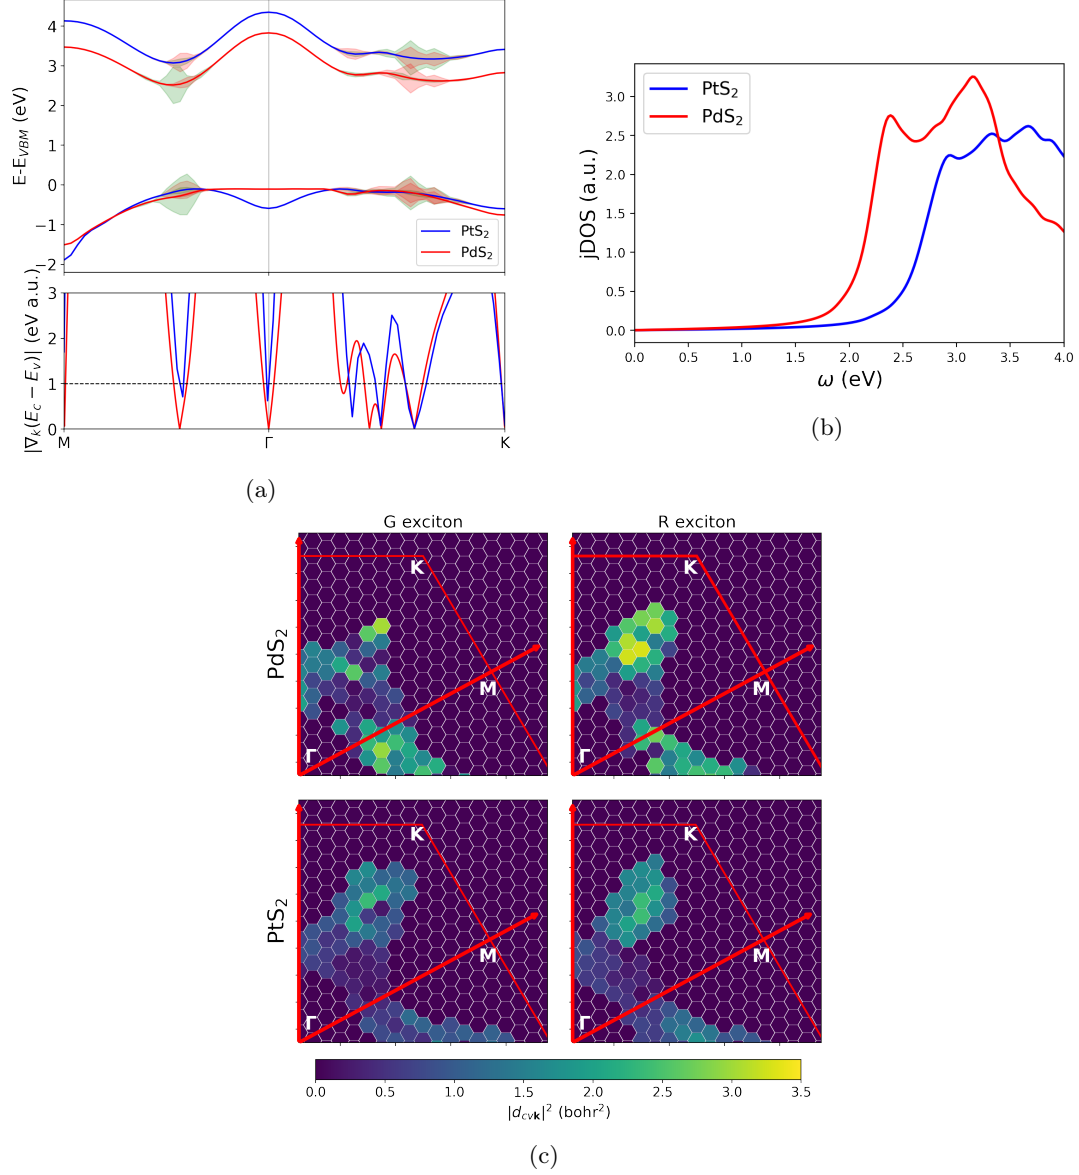 4
3
2
1
0
−1
−2
E-E_{VBM} (eV)
PtS₂
PdS₂
3
2
1
0
|∇_k(E_c − E_v)| (eV a.u.)
M
Γ
K
(a)
jDOS (a.u.)
3.0
2.5
2.0
1.5
1.0
0.5
0.0
PtS₂
PdS₂
0.0 0.5 1.0 1.5 2.0 2.5 3.0 3.5 4.0
ω (eV)
(b)
G exciton
R exciton
PdS₂
K
M
Γ
K
M
Γ
PtS₂
K
M
Γ
K
M
Γ
0.0 0.5 1.0 1.5 2.0 2.5 3.0 3.5
|d_{cvk}|² (bohr²)
(c)